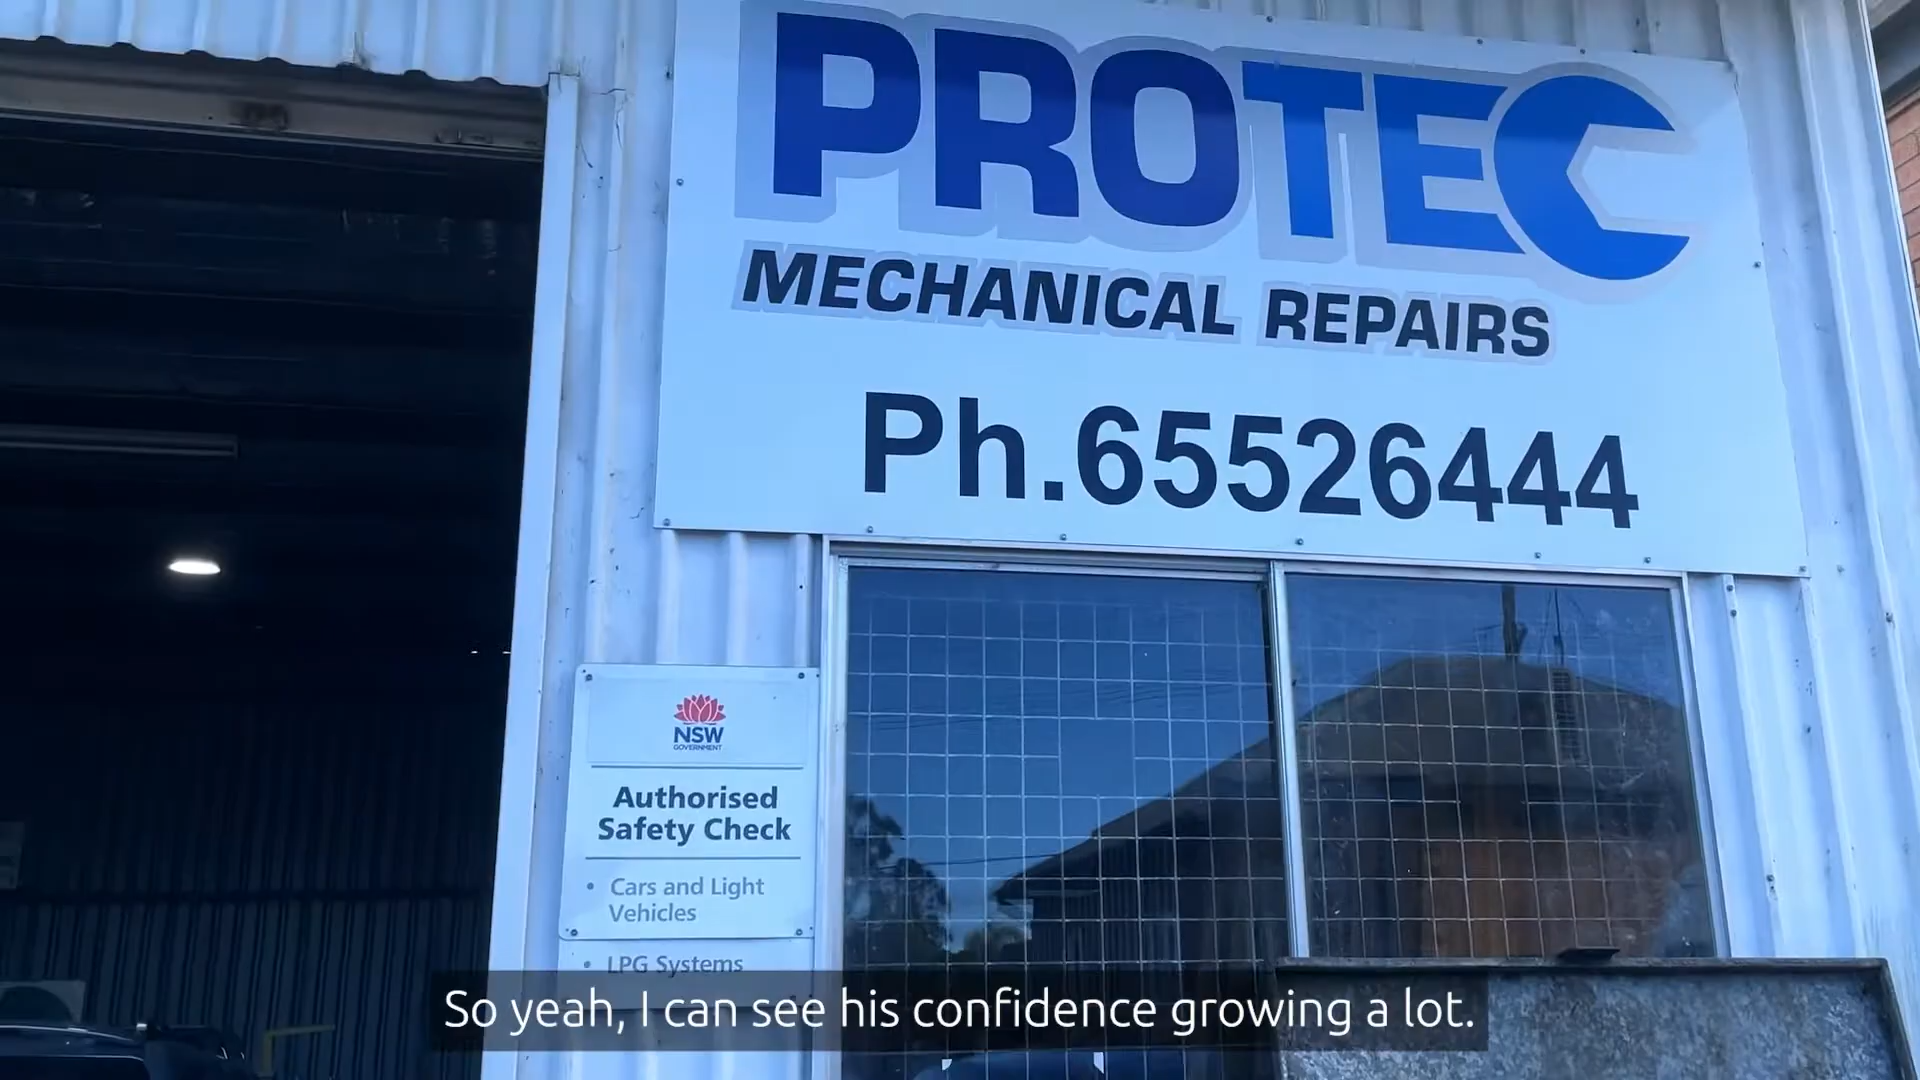 PROTEC
MECHANICAL REPAIRS
Ph.65526444
NSW
GOVERNMENT
Authorised
Safety Check
• Cars and Light
Vehicles
• LPG Systems
So yeah, I can see his confidence growing a lot.